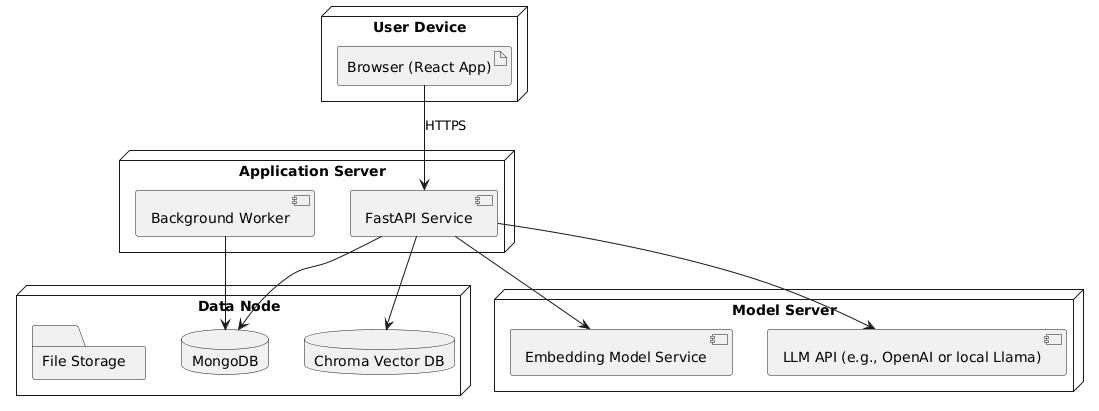 User Device
Browser (React App)
HTTPS
Application Server
Background Worker
FastAPI Service
Data Node
File Storage
MongoDB
Chroma Vector DB
Model Server
Embedding Model Service
LLM API (e.g., OpenAI or local Llama)